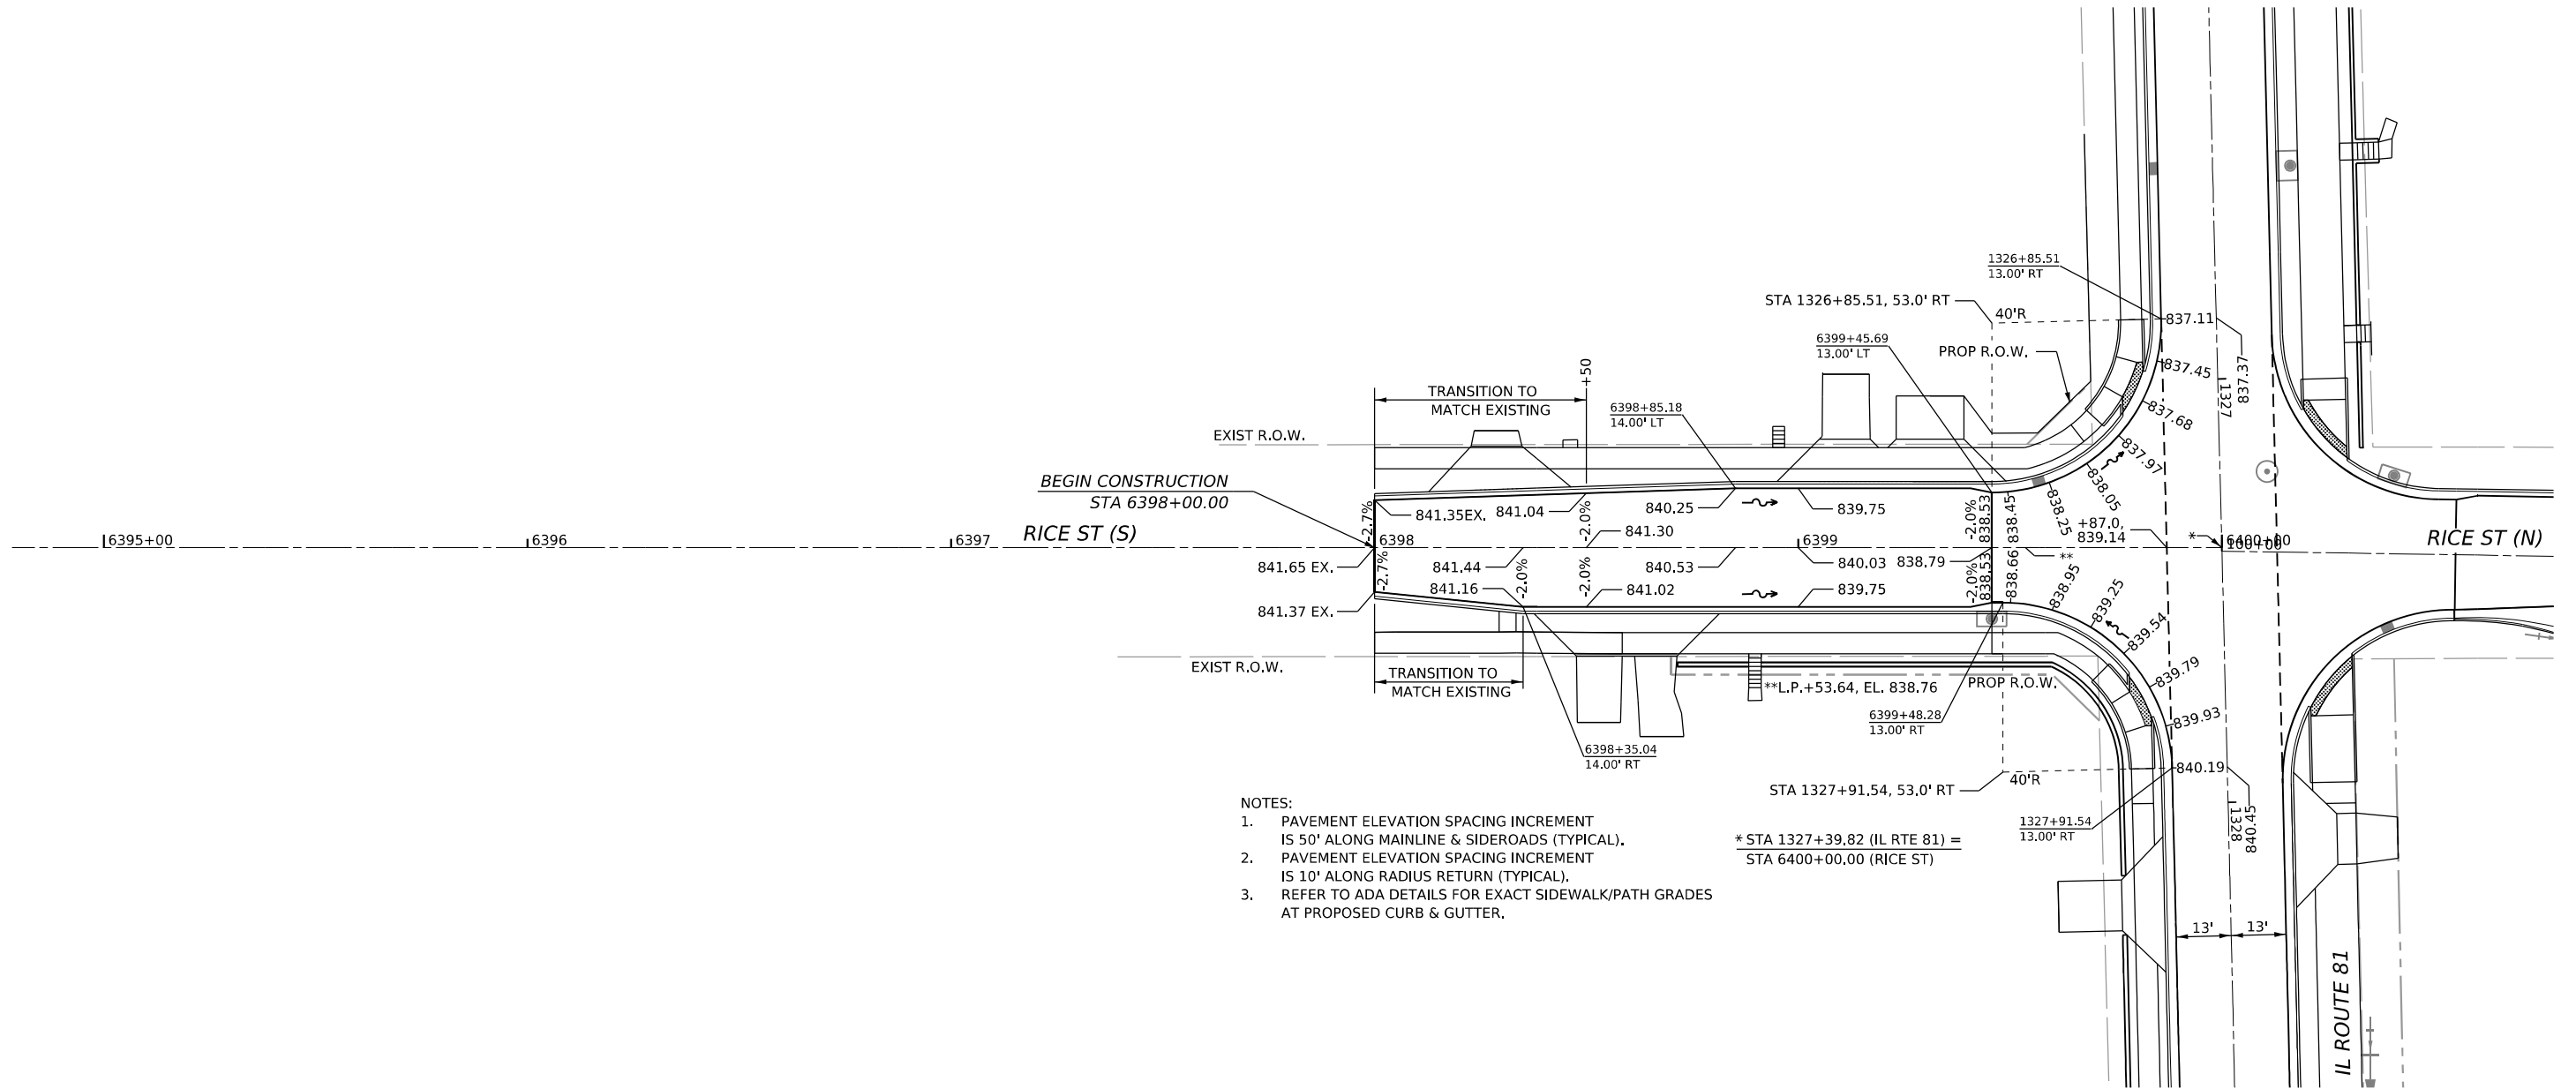 1326+85.51
13.00' RT
STA 1326+85.51, 53.0' RT
40'R
837.11
6399+45.69
13.00' LT
PROP R.O.W.
837.45
837.37
1327
837.68
+50
TRANSITION TO
MATCH EXISTING
6398+85.18
14.00' LT
EXIST R.O.W.
837.97
838.05
838.25
BEGIN CONSTRUCTION
STA 6398+00.00
-2.7%
841.35EX.
841.04
-2.0%
840.25
839.75
-2.0%
838.53
838.45
+87.0,
839.14
841.30
6395+00
6396
6397
RICE ST (S)
6398
6399
*
6400+00
100+00
RICE ST (N)
841.65 EX.
-2.7%
841.44
-2.0%
-2.0%
840.53
840.03
838.79
**
841.16
841.02
839.75
-2.0%
838.53
838.66
838.95
839.25
839.54
841.37 EX.
EXIST R.O.W.
TRANSITION TO
MATCH EXISTING
**L.P.+53.64, EL. 838.76
PROP R.O.W.
839.79
839.93
6399+48.28
13.00' RT
6398+35.04
14.00' RT
840.19
40'R
STA 1327+91.54, 53.0' RT
1327+91.54
13.00' RT
1328
840.45
NOTES:
1. PAVEMENT ELEVATION SPACING INCREMENT
IS 50' ALONG MAINLINE & SIDEROADS (TYPICAL).
2. PAVEMENT ELEVATION SPACING INCREMENT
IS 10' ALONG RADIUS RETURN (TYPICAL).
3. REFER TO ADA DETAILS FOR EXACT SIDEWALK/PATH GRADES
AT PROPOSED CURB & GUTTER.
* STA 1327+39.82 (IL RTE 81) =
STA 6400+00.00 (RICE ST)
13'
13'
IL ROUTE 81